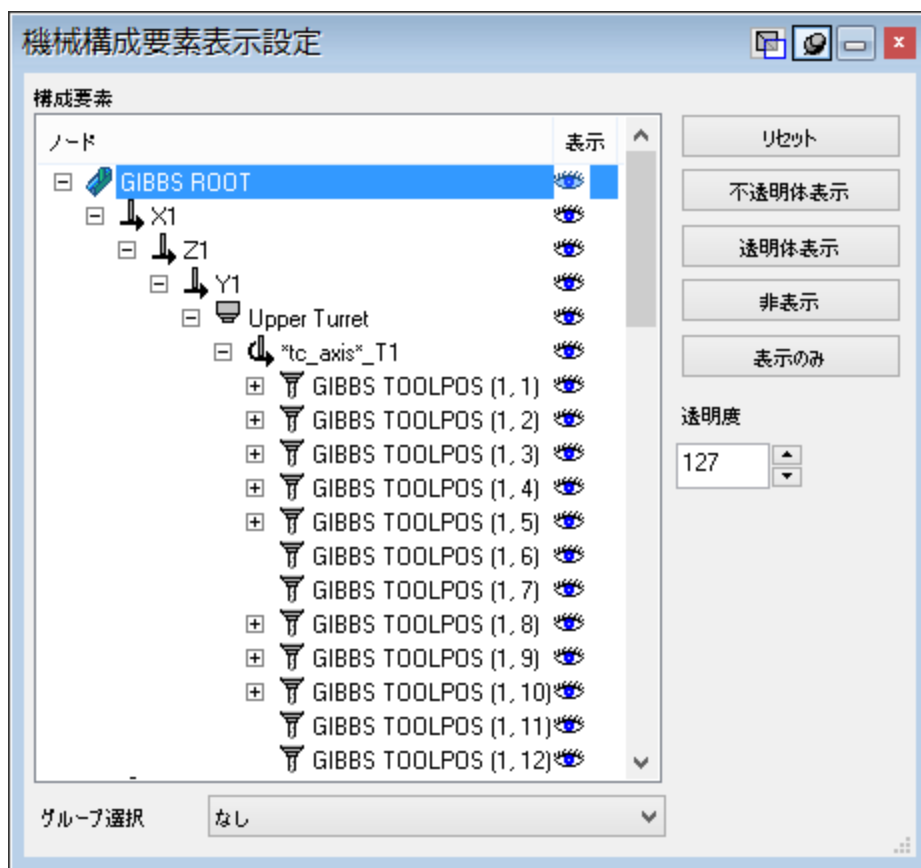 機械構成要素表示設定
構成要素
ノード 表示
GIBBS ROOT
X1
Z1
Y1
Upper Turret
*tc_axis*_T1
GIBBS TOOLPOS (1, 1)
GIBBS TOOLPOS (1, 2)
GIBBS TOOLPOS (1, 3)
GIBBS TOOLPOS (1, 4)
GIBBS TOOLPOS (1, 5)
GIBBS TOOLPOS (1, 6)
GIBBS TOOLPOS (1, 7)
GIBBS TOOLPOS (1, 8)
GIBBS TOOLPOS (1, 9)
GIBBS TOOLPOS (1, 10)
GIBBS TOOLPOS (1, 11)
GIBBS TOOLPOS (1, 12)
リセット
不透明体表示
透明体表示
非表示
表示のみ
透明度
127
グループ選択 なし